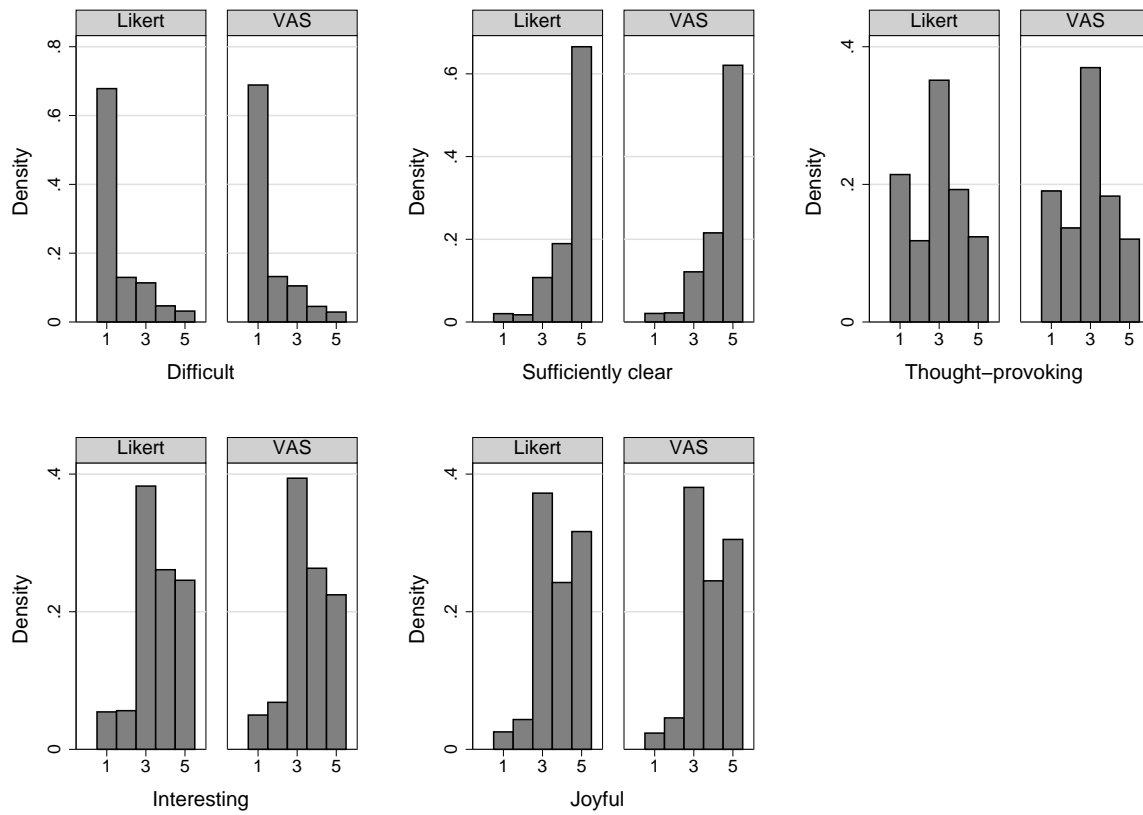 Likert VAS
.8
.6
.4
.2
0
Density
1 3 5 1 3 5
Difficult
Likert VAS
.6
.4
.2
0
Density
1 3 5 1 3 5
Sufficiently clear
Likert VAS
.4
.2
0
Density
1 3 5 1 3 5
Thought−provoking
Likert VAS
.4
.2
0
Density
1 3 5 1 3 5
Interesting
Likert VAS
.4
.2
0
Density
1 3 5 1 3 5
Joyful